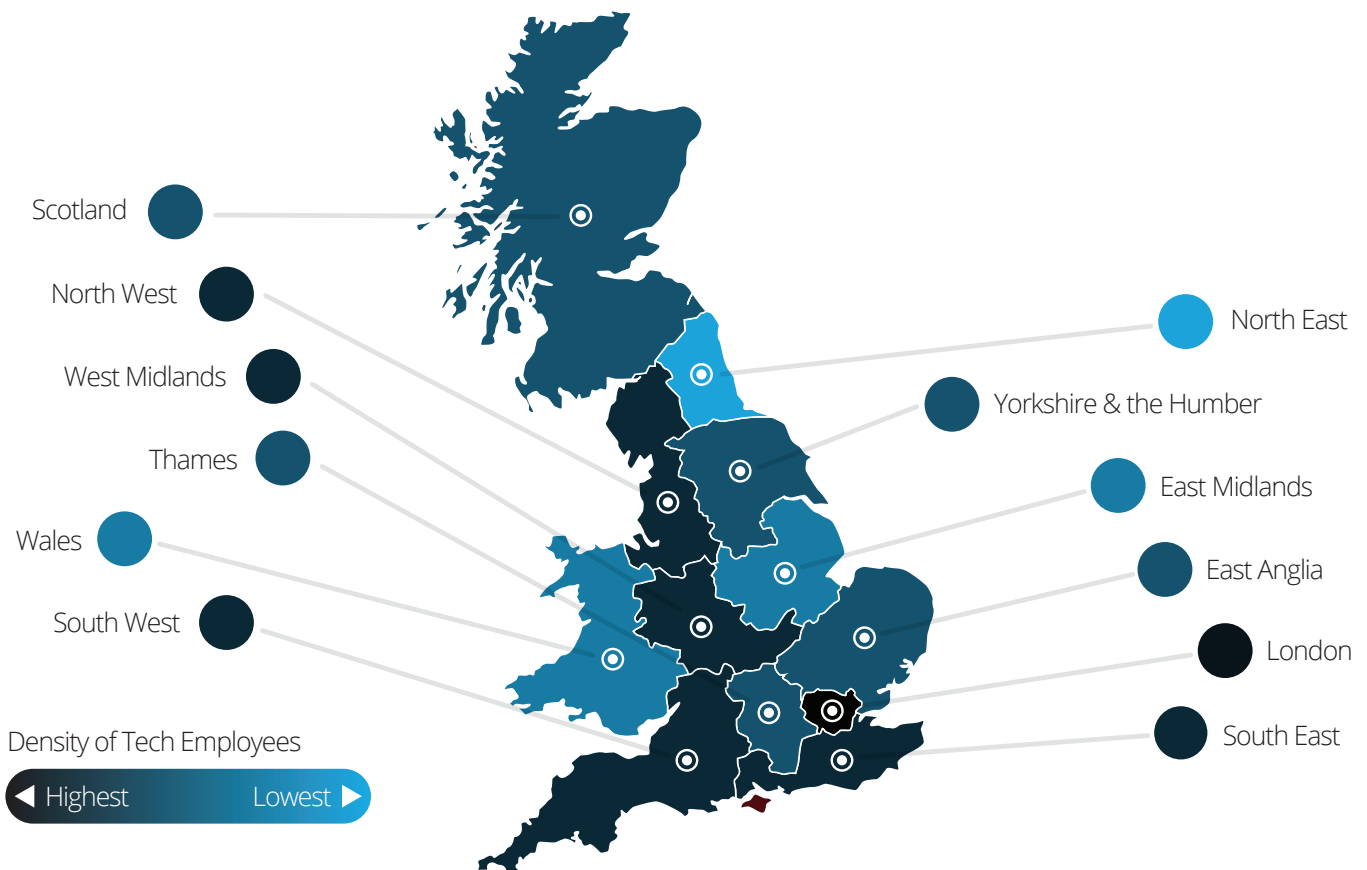 Scotland
North West
West Midlands
Thames
Wales
South West
North East
Yorkshire & the Humber
East Midlands
East Anglia
London
South East
Density of Tech Employees
Highest Lowest